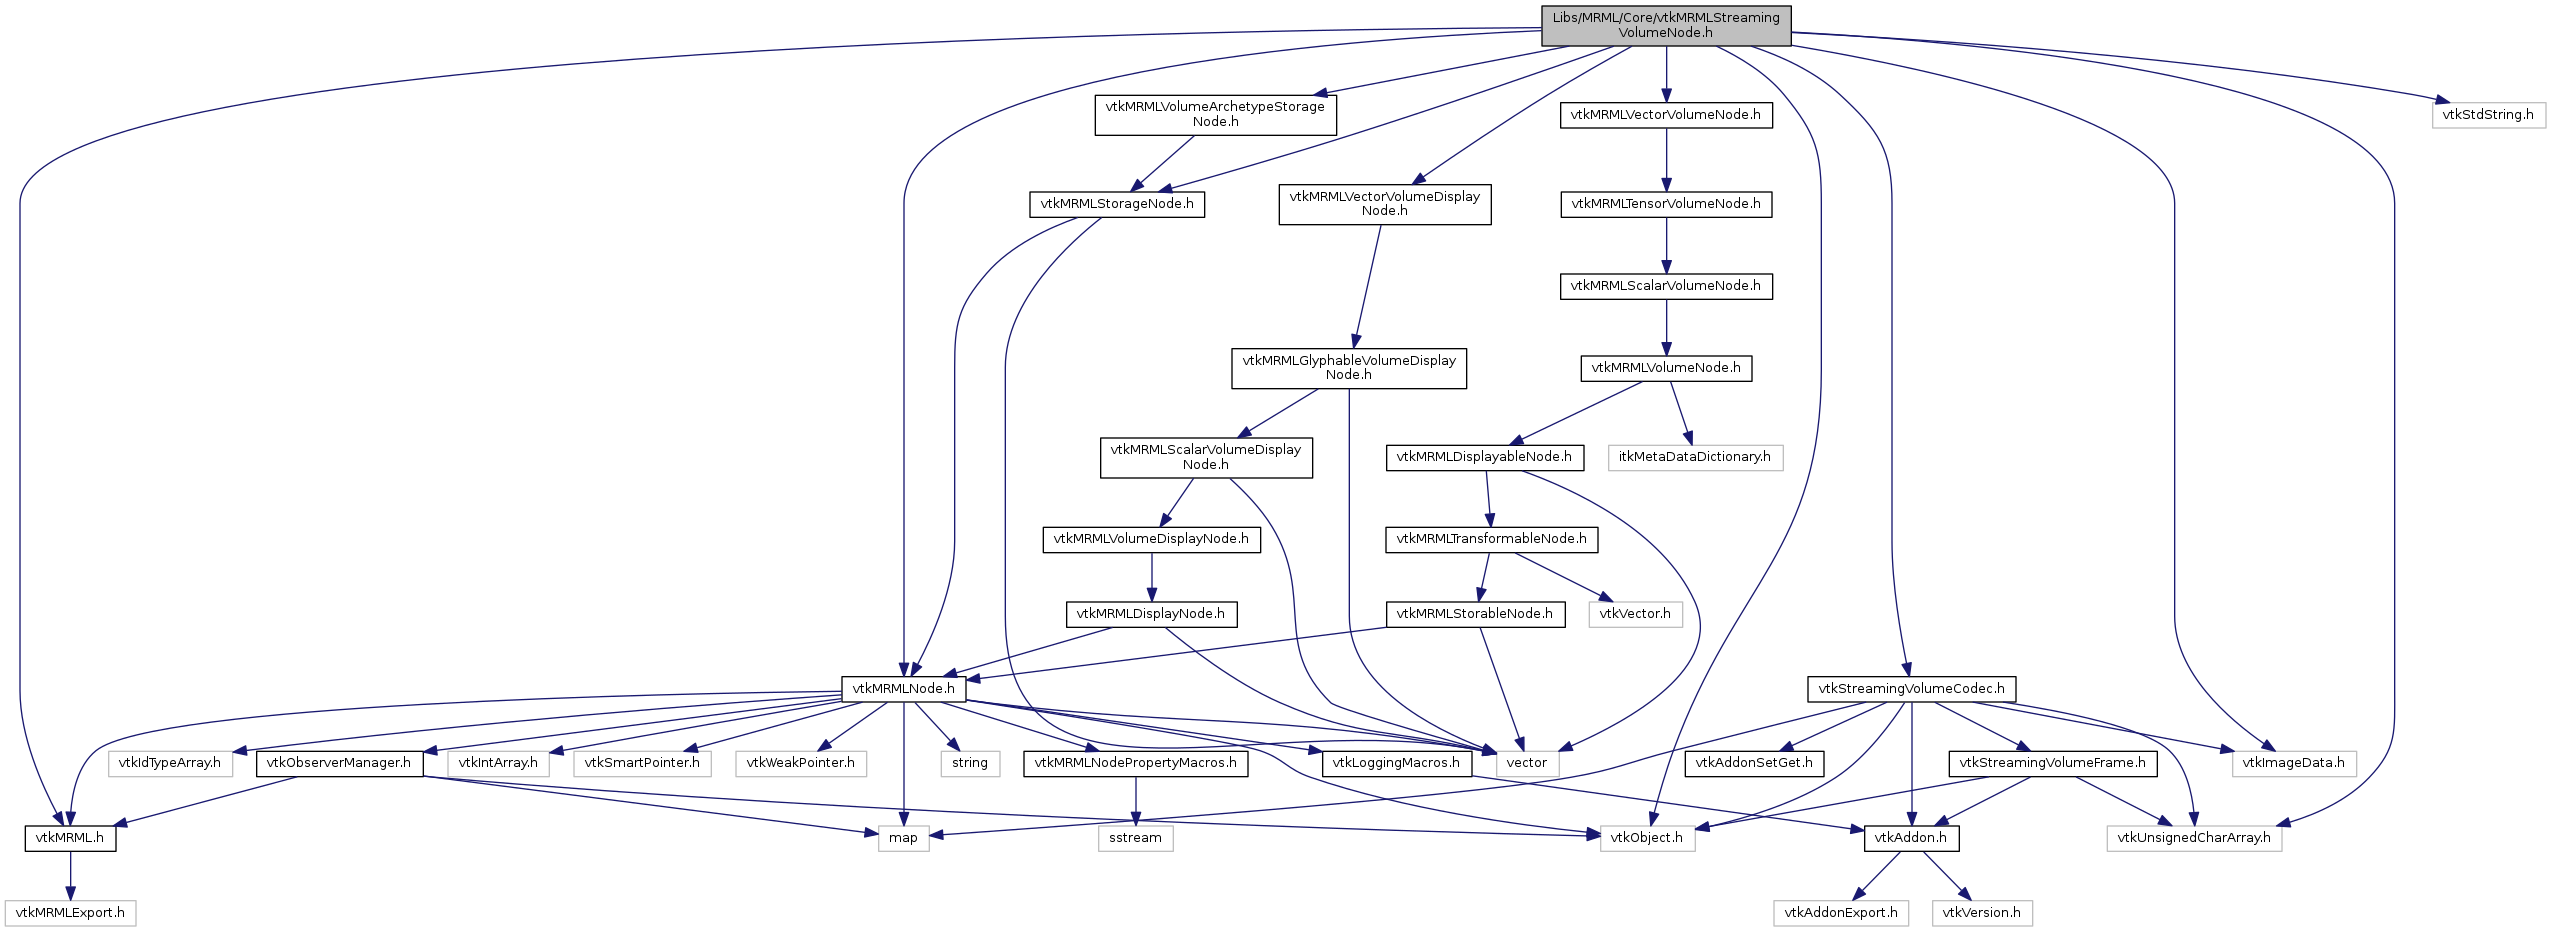 Libs/MRML/Core/vtkMRMLStreaming
VolumeNode.h
vtkMRMLVolumeArchetypeStorage
Node.h
vtkMRMLVectorVolumeNode.h
vtkStdString.h
vtkMRMLStorageNode.h
vtkMRMLVectorVolumeDisplay
Node.h
vtkMRMLTensorVolumeNode.h
vtkMRMLScalarVolumeNode.h
vtkMRMLGlyphableVolumeDisplay
Node.h
vtkMRMLVolumeNode.h
vtkMRMLScalarVolumeDisplay
Node.h
vtkMRMLDisplayableNode.h
itkMetaDataDictionary.h
vtkMRMLVolumeDisplayNode.h
vtkMRMLTransformableNode.h
vtkMRMLDisplayNode.h
vtkMRMLStorableNode.h
vtkVector.h
vtkMRMLNode.h
vtkStreamingVolumeCodec.h
vtkIdTypeArray.h
vtkObserverManager.h
vtkIntArray.h
vtkSmartPointer.h
vtkWeakPointer.h
string
vtkMRMLNodePropertyMacros.h
vtkLoggingMacros.h
vector
vtkAddonSetGet.h
vtkStreamingVolumeFrame.h
vtkImageData.h
vtkMRML.h
map
sstream
vtkObject.h
vtkAddon.h
vtkUnsignedCharArray.h
vtkMRMLExport.h
vtkAddonExport.h
vtkVersion.h